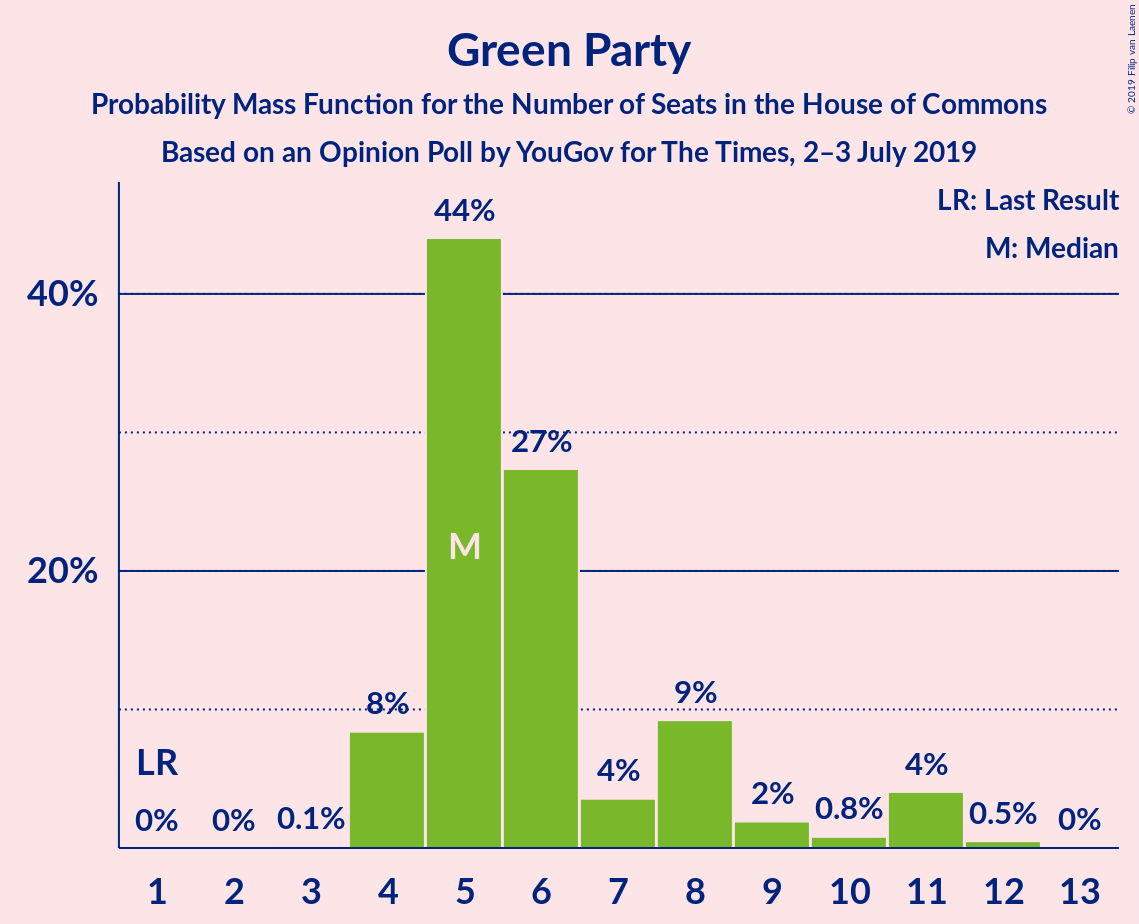 Green Party
Probability Mass Function for the Number of Seats in the House of Commons
Based on an Opinion Poll by YouGov for The Times, 2–3 July 2019
© 2019 Filip van Laenen
LR: Last Result
M: Median
44%
40%
27%
M
20%
9%
8%
LR
4%
4%
2%
0%
0%
0.1%
0.8%
0.5%
0%
1 2 3 4 5 6 7 8 9 10 11 12 13